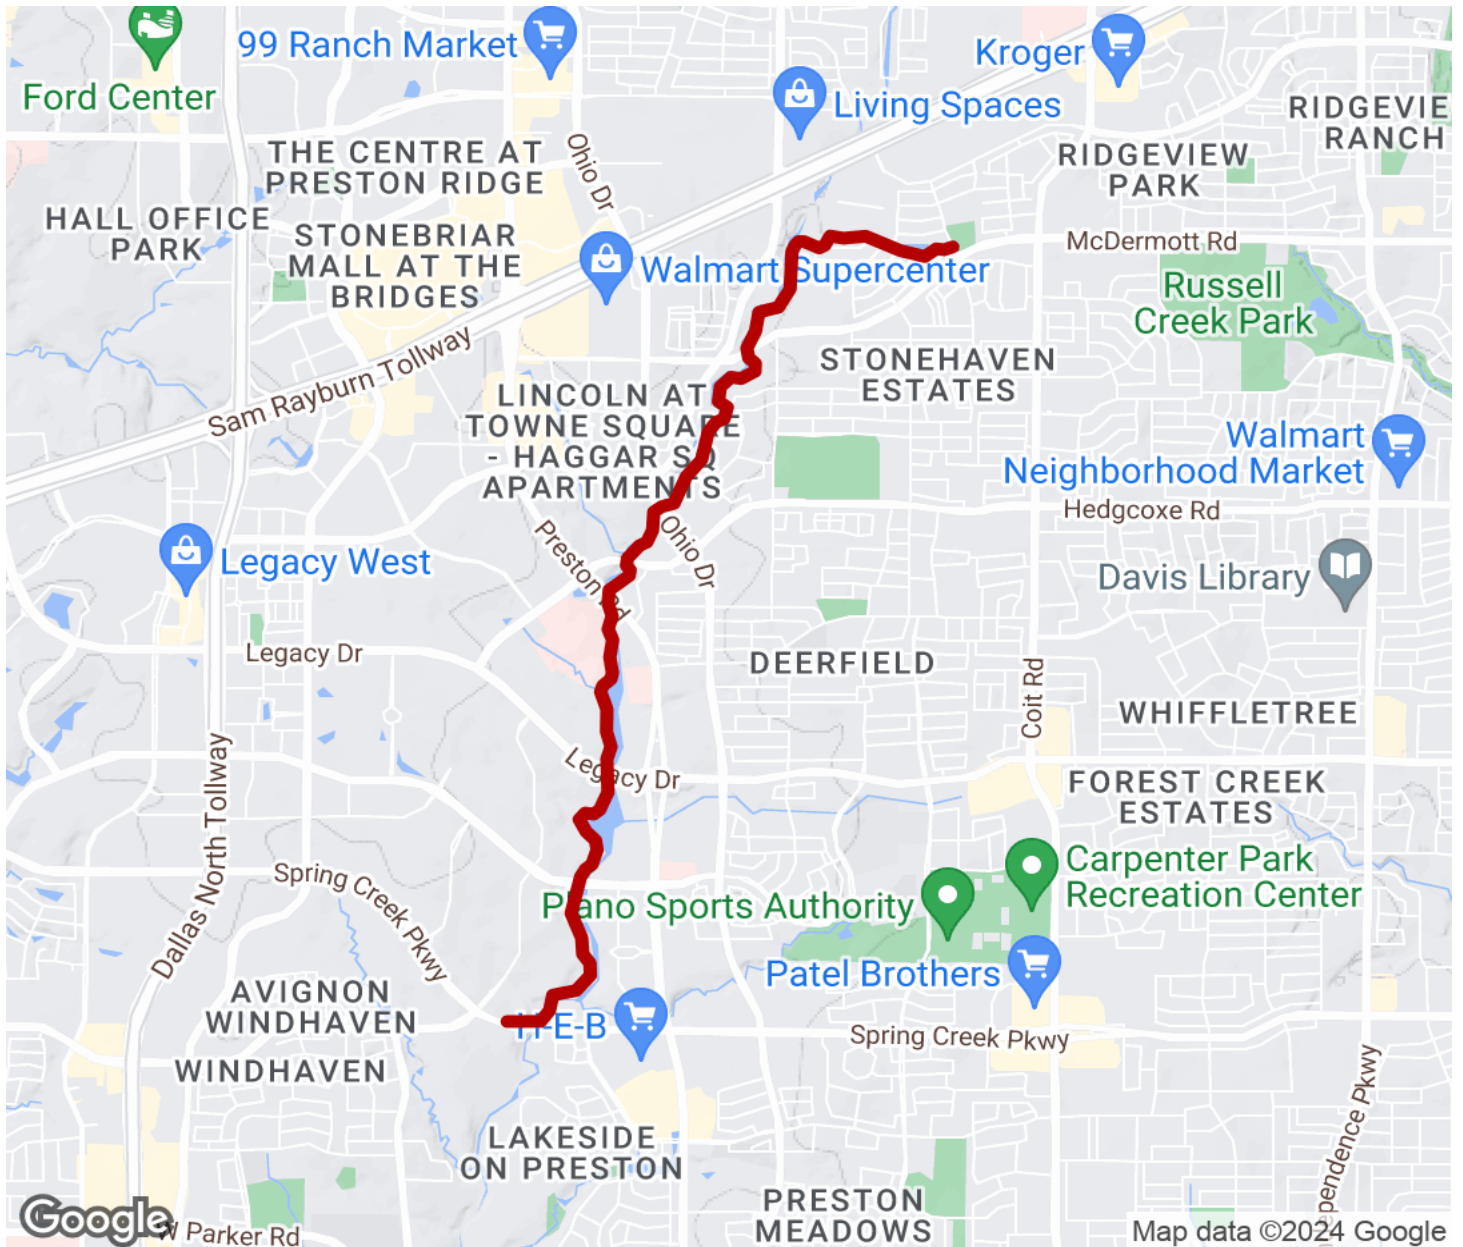 99 Ranch Market
Kroger
Ford Center
Living Spaces
RIDGEVIE
RANCH
Ohio Dr
THE CENTRE AT
PRESTON RIDGE
RIDGEVIEW
PARK
HALL OFFICE
PARK
STONEBRIAR
MALL AT THE
BRIDGES
McDermott Rd
Walmart Supercenter
Russell
Creek Park
Sam Rayburn Tollway
STONEHAVEN
ESTATES
LINCOLN AT
TOWNE SQUARE
- HAGGAR SQ
APARTMENTS
Walmart
Neighborhood Market
Hedgcoxe Rd
Ohio Dr
Preston Rd
Legacy West
Davis Library
Legacy Dr
DEERFIELD
Coit Rd
WHIFFLETREE
Legacy Dr
Dallas North Tollway
FOREST CREEK
ESTATES
Spring Creek Pkwy
Carpenter Park
Recreation Center
Plano Sports Authority
Patel Brothers
AVIGNON
WINDHAVEN
H-E-B
Spring Creek Pkwy
WINDHAVEN
LAKESIDE
ON PRESTON
ependence Pkwy
PRESTON
MEADOWS
Google
W Parker Rd
Map data ©2024 Google